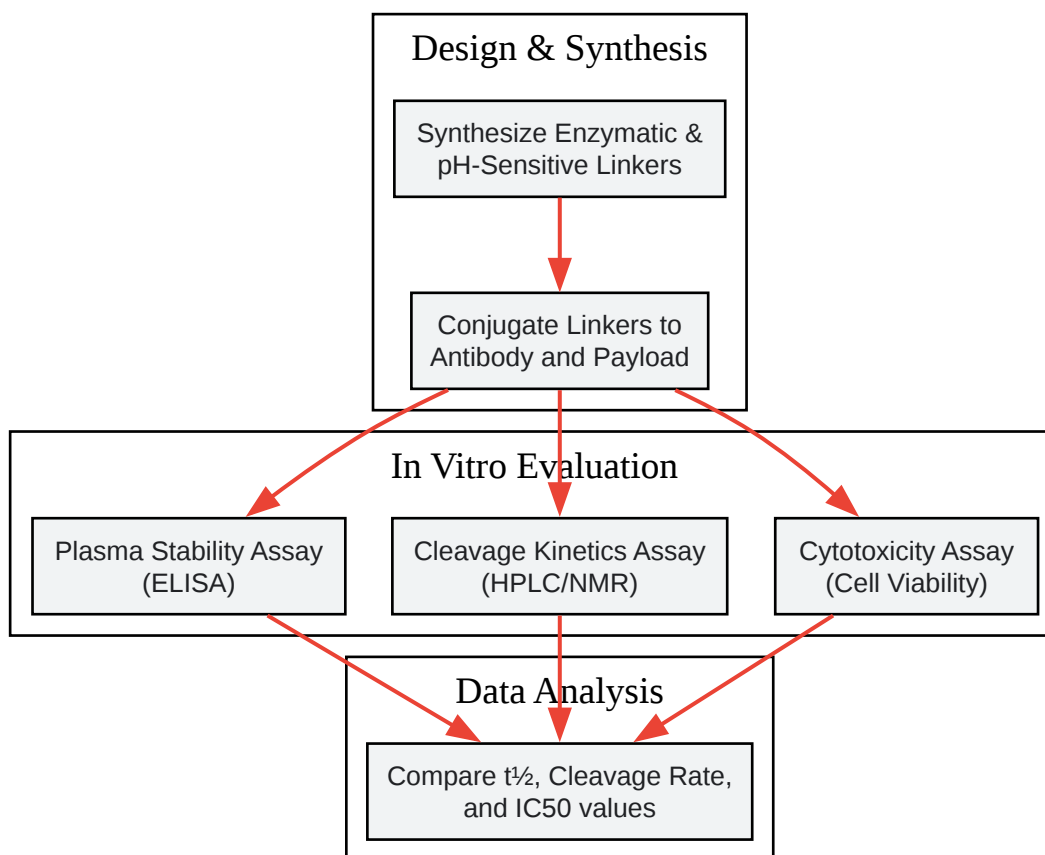 Design & Synthesis
Synthesize Enzymatic &
pH-Sensitive Linkers
Conjugate Linkers to
Antibody and Payload
In Vitro Evaluation
Plasma Stability Assay
(ELISA)
Cleavage Kinetics Assay
(HPLC/NMR)
Cytotoxicity Assay
(Cell Viability)
Data Analysis
Compare t½, Cleavage Rate,
and IC50 values